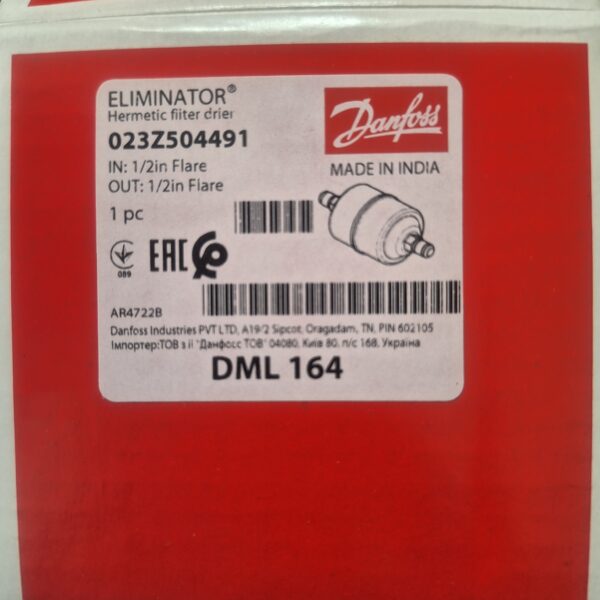 ELIMINATOR®
Hermetic filter drier
023Z504491
IN: 1/2in Flare
OUT: 1/2in Flare
1 pc
Danfoss
MADE IN INDIA
089
EAC
AR4722B
Danfoss Industries PVT LTD, A19/2 Sipcot, Oragadam, TN, PIN 602105
Імпортер:ТОВ з іі "Данфосс ТОВ" 04080, Київ 80, п/с 168, Україна
DML 164